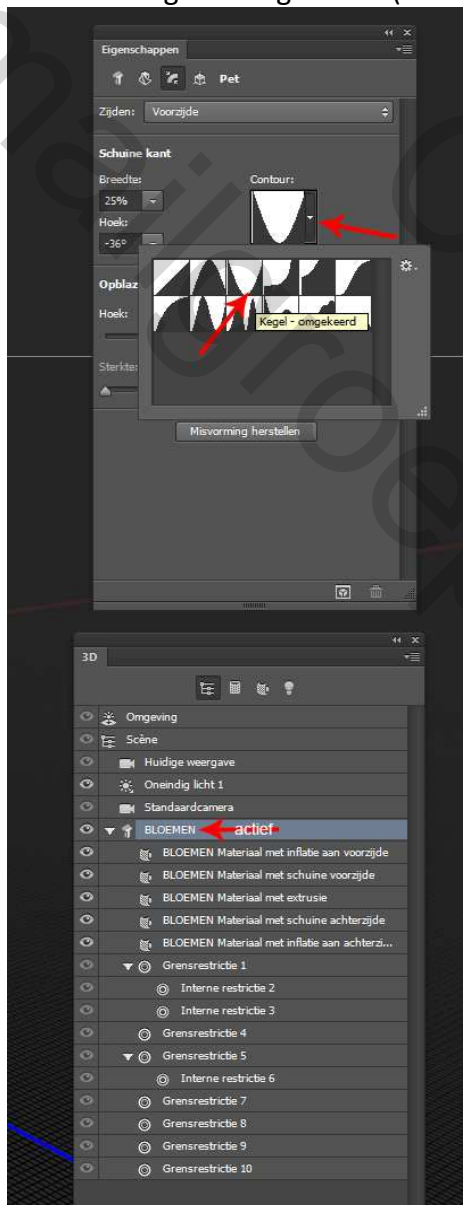 Eigenschappen
Pet
Zijden: Voorzijde
Schuine kant
Breedte: Contour:
25%
Hoek:
-36°
Opblaz
Hoek:
Kegel - omgekeerd
Sterkte:
Misvorming herstellen
3D
Omgeving
Scène
Huidige weergave
Oneindig licht 1
Standaardcamera
BLOEMEN actief
BLOEMEN Materiaal met inflatie aan voorzijde
BLOEMEN Materiaal met schuine voorzijde
BLOEMEN Materiaal met extrusie
BLOEMEN Materiaal met schuine achterzijde
BLOEMEN Materiaal met inflatie aan achterzi...
Grensrestrictie 1
Interne restrictie 2
Interne restrictie 3
Grensrestrictie 4
Grensrestrictie 5
Interne restrictie 6
Grensrestrictie 7
Grensrestrictie 8
Grensrestrictie 9
Grensrestrictie 10